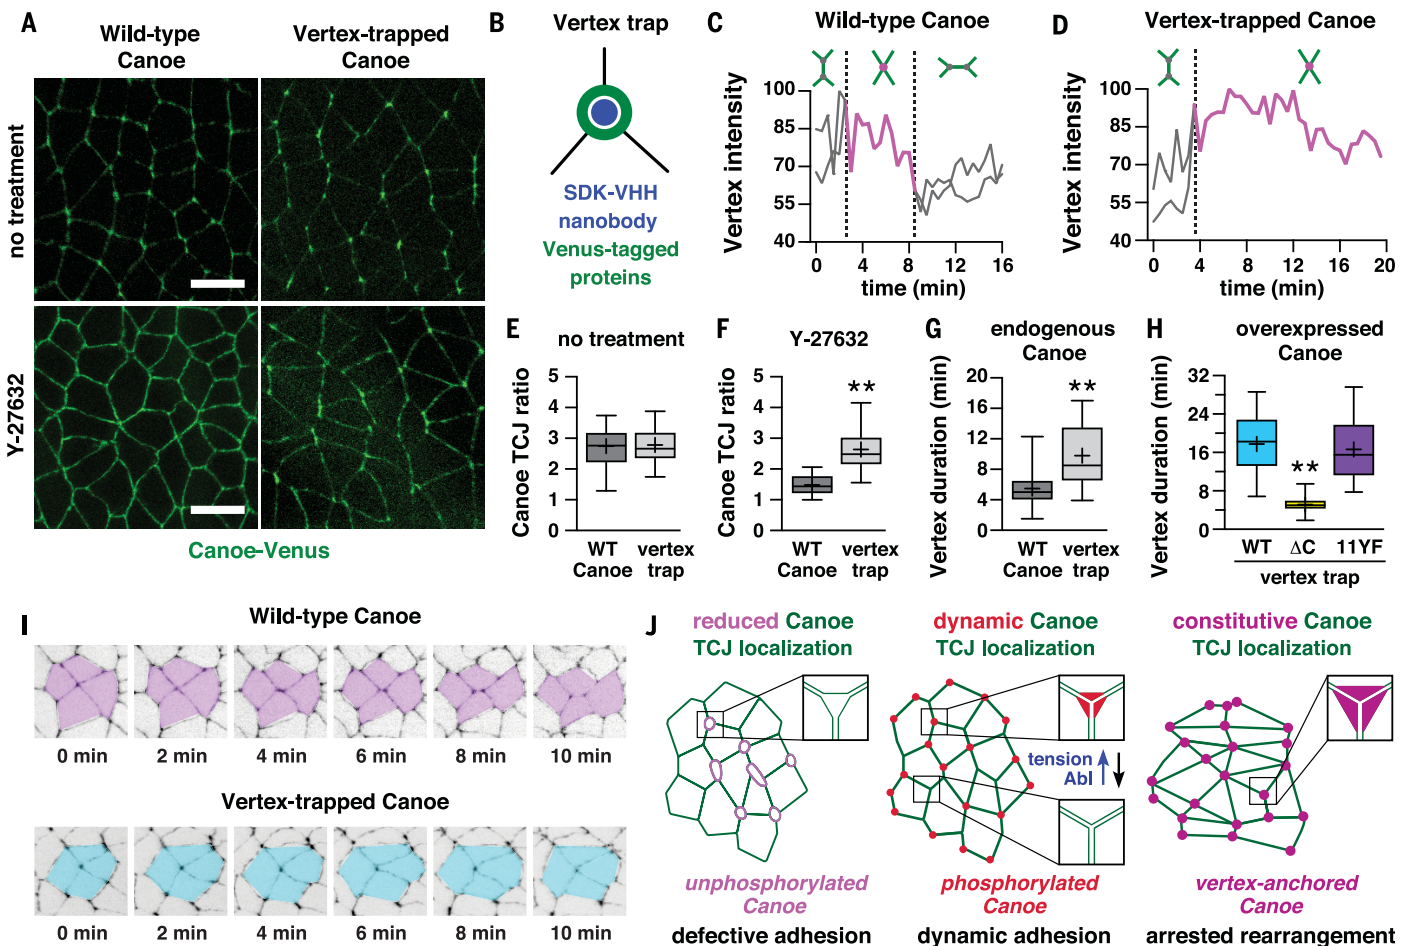 A
Wild-type
Canoe
Vertex-trapped
Canoe
no treatment
Y-27632
Canoe-Venus
B
Vertex trap
SDK-VHH
nanobody
Venus-tagged
proteins
C
Wild-type Canoe
Vertex intensity
100
85
70
55
40
0 4 8 12 16
time (min)
D
Vertex-trapped Canoe
Vertex intensity
100
85
70
55
40
0 4 8 12 16 20
time (min)
E
no treatment
Canoe TCJ ratio
5
4
3
2
1
0
WT
Canoe
vertex
trap
F
Y-27632
Canoe TCJ ratio
5
4
3
2
1
0
**
WT
Canoe
vertex
trap
G
endogenous
Canoe
Vertex duration (min)
20
16
12
8
4
0
**
WT
Canoe
vertex
trap
H
overexpressed
Canoe
Vertex duration (min)
32
24
16
8
0
**
WT ΔC 11YF
vertex trap
I
Wild-type Canoe
0 min 2 min 4 min 6 min 8 min 10 min
Vertex-trapped Canoe
0 min 2 min 4 min 6 min 8 min 10 min
J
reduced Canoe
TCJ localization
unphosphorylated
Canoe
defective adhesion
dynamic Canoe
TCJ localization
tension
Abl
phosphorylated
Canoe
dynamic adhesion
constitutive Canoe
TCJ localization
vertex-anchored
Canoe
arrested rearrangement